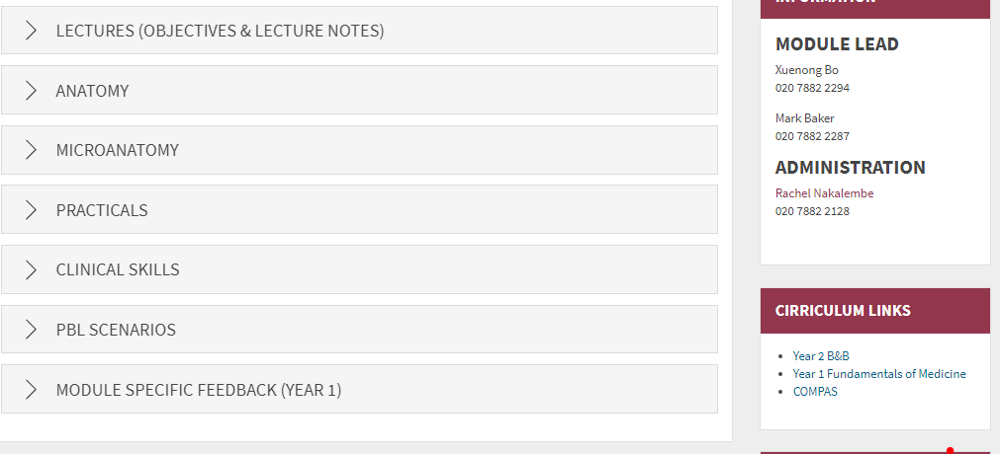 LECTURES (OBJECTIVES & LECTURE NOTES)
ANATOMY
MICROANATOMY
PRACTICALS
CLINICAL SKILLS
PBL SCENARIOS
MODULE SPECIFIC FEEDBACK (YEAR 1)
INFORMATION
MODULE LEAD
Xuenong Bo
020 7882 2294
Mark Baker
020 7882 2287
ADMINISTRATION
Rachel Nakalembe
020 7882 2128
CIRRICULUM LINKS
Year 2 B&B
Year 1 Fundamentals of Medicine
COMPAS